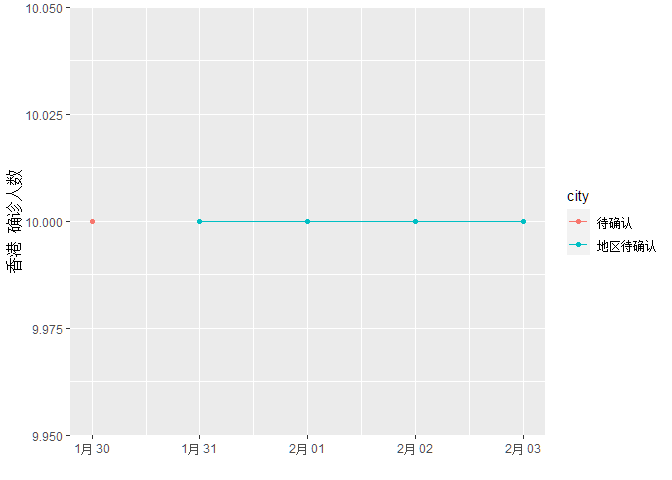 10.050
10.025
10.000
9.975
9.950
香港 确诊人数
1月 30
1月 31
2月 01
2月 02
2月 03
city
待确认
地区待确认